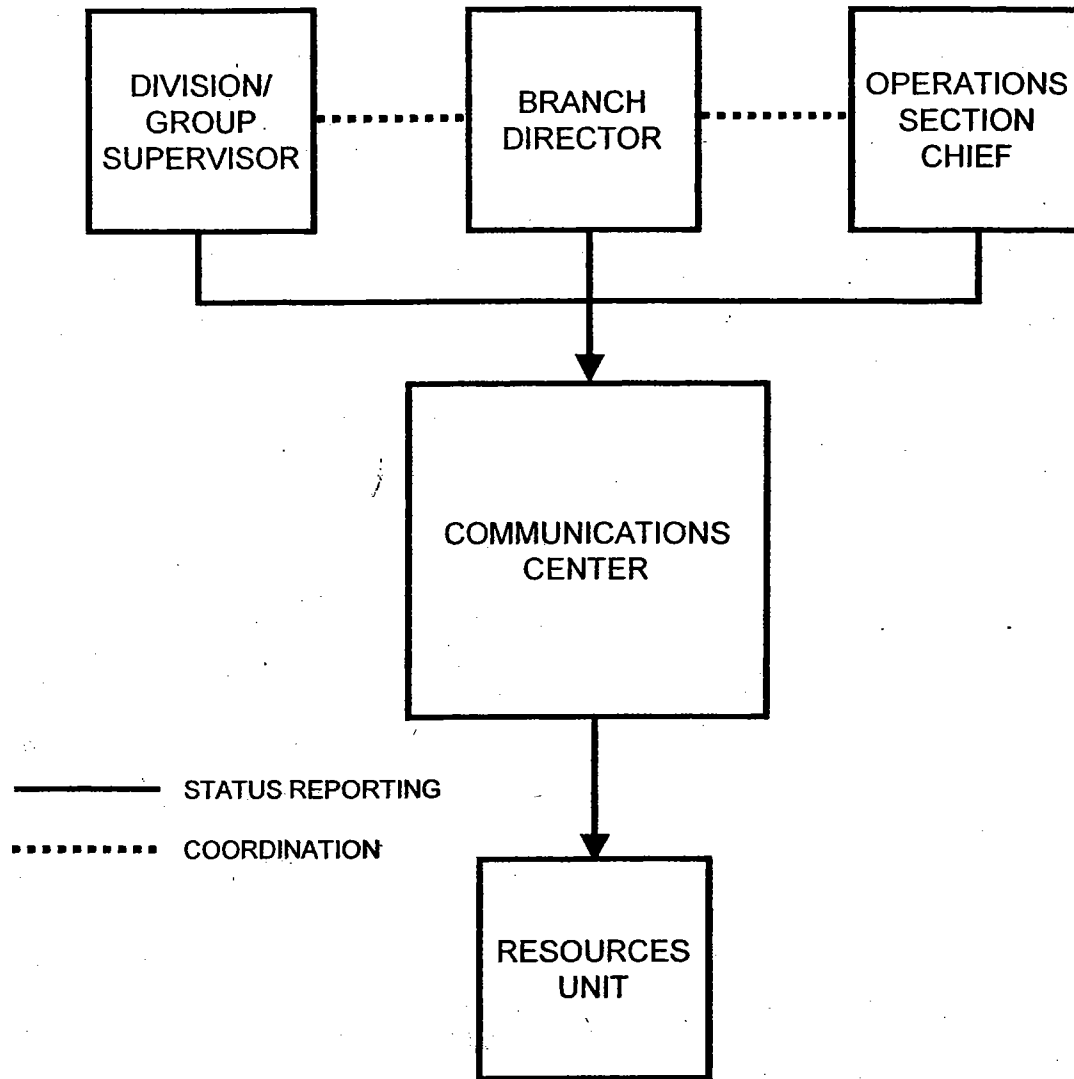 DIVISION/
GROUP
SUPERVISOR
BRANCH
DIRECTOR
OPERATIONS
SECTION
CHIEF
COMMUNICATIONS
CENTER
STATUS REPORTING
COORDINATION
RESOURCES
UNIT